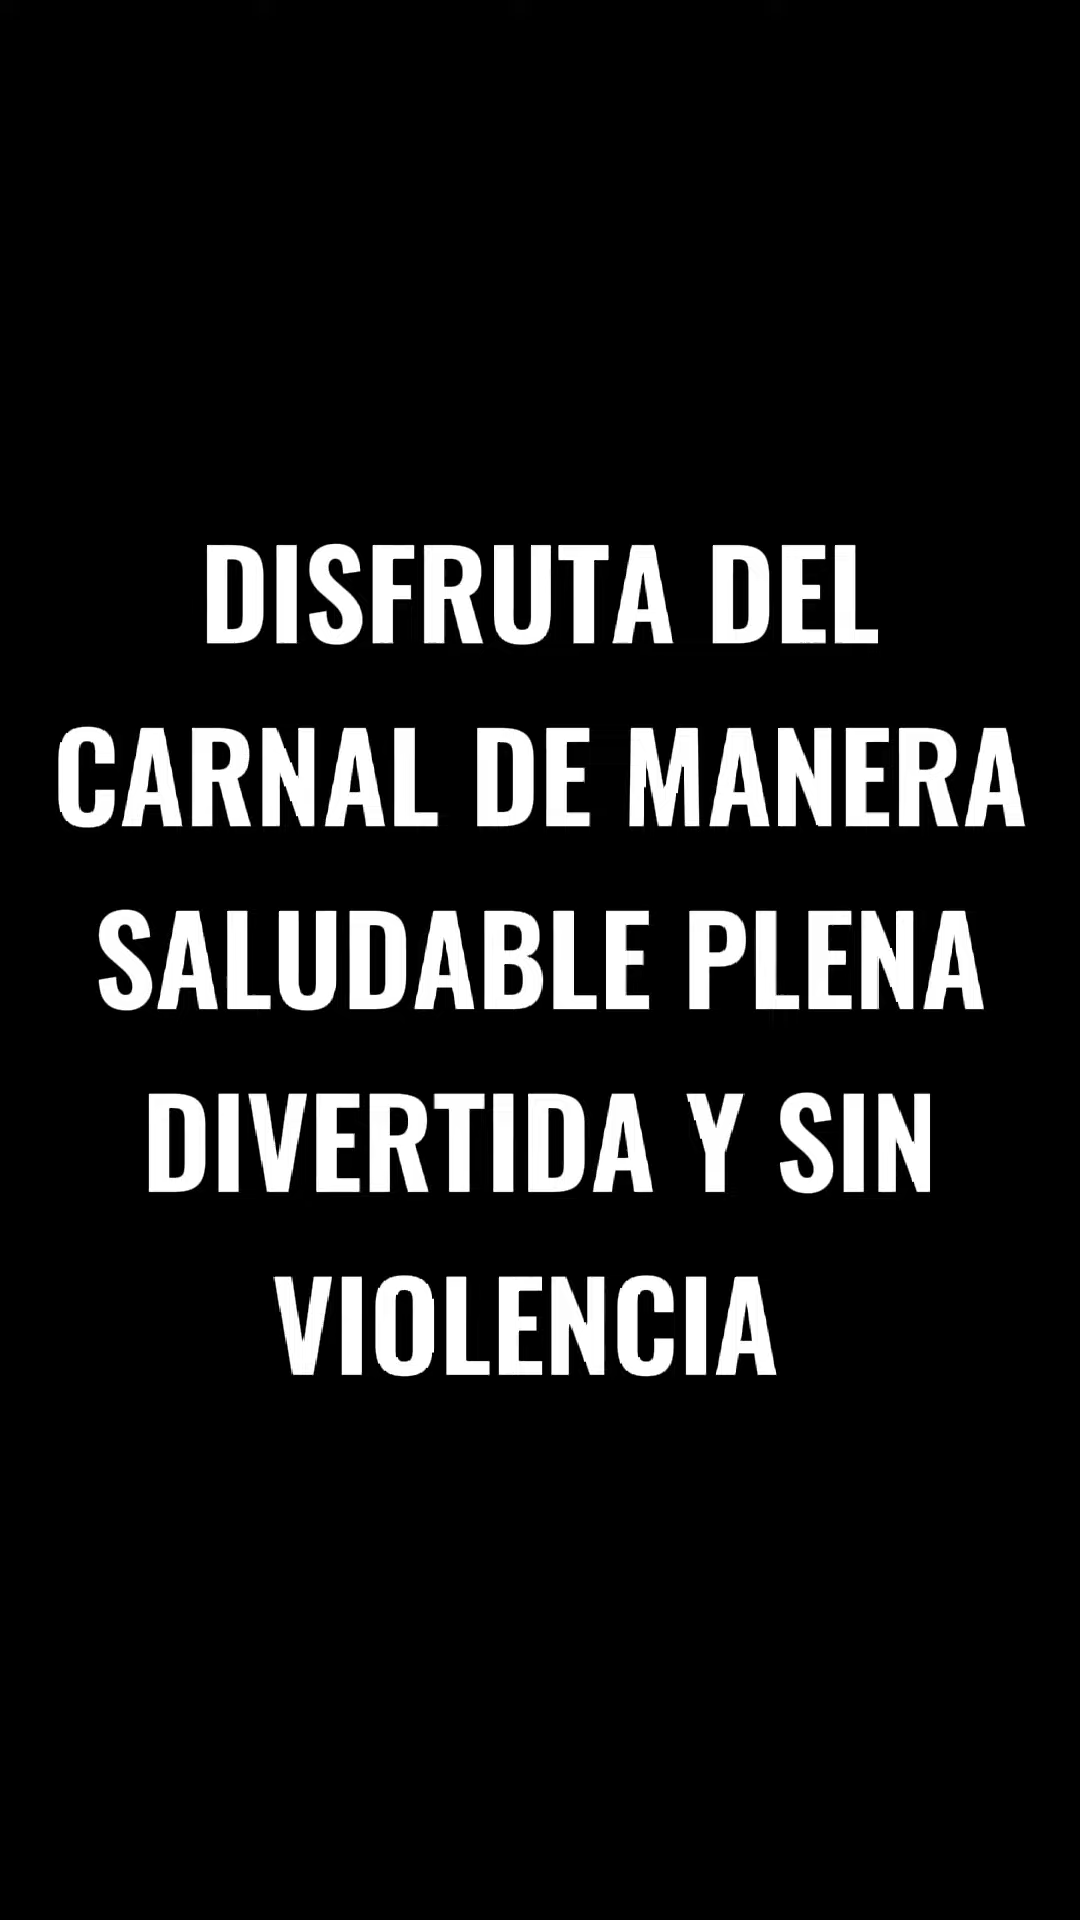 DISFRUTA DEL
CARNAL DE MANERA
SALUDABLE PLENA
DIVERTIDA Y SIN
VIOLENCIA